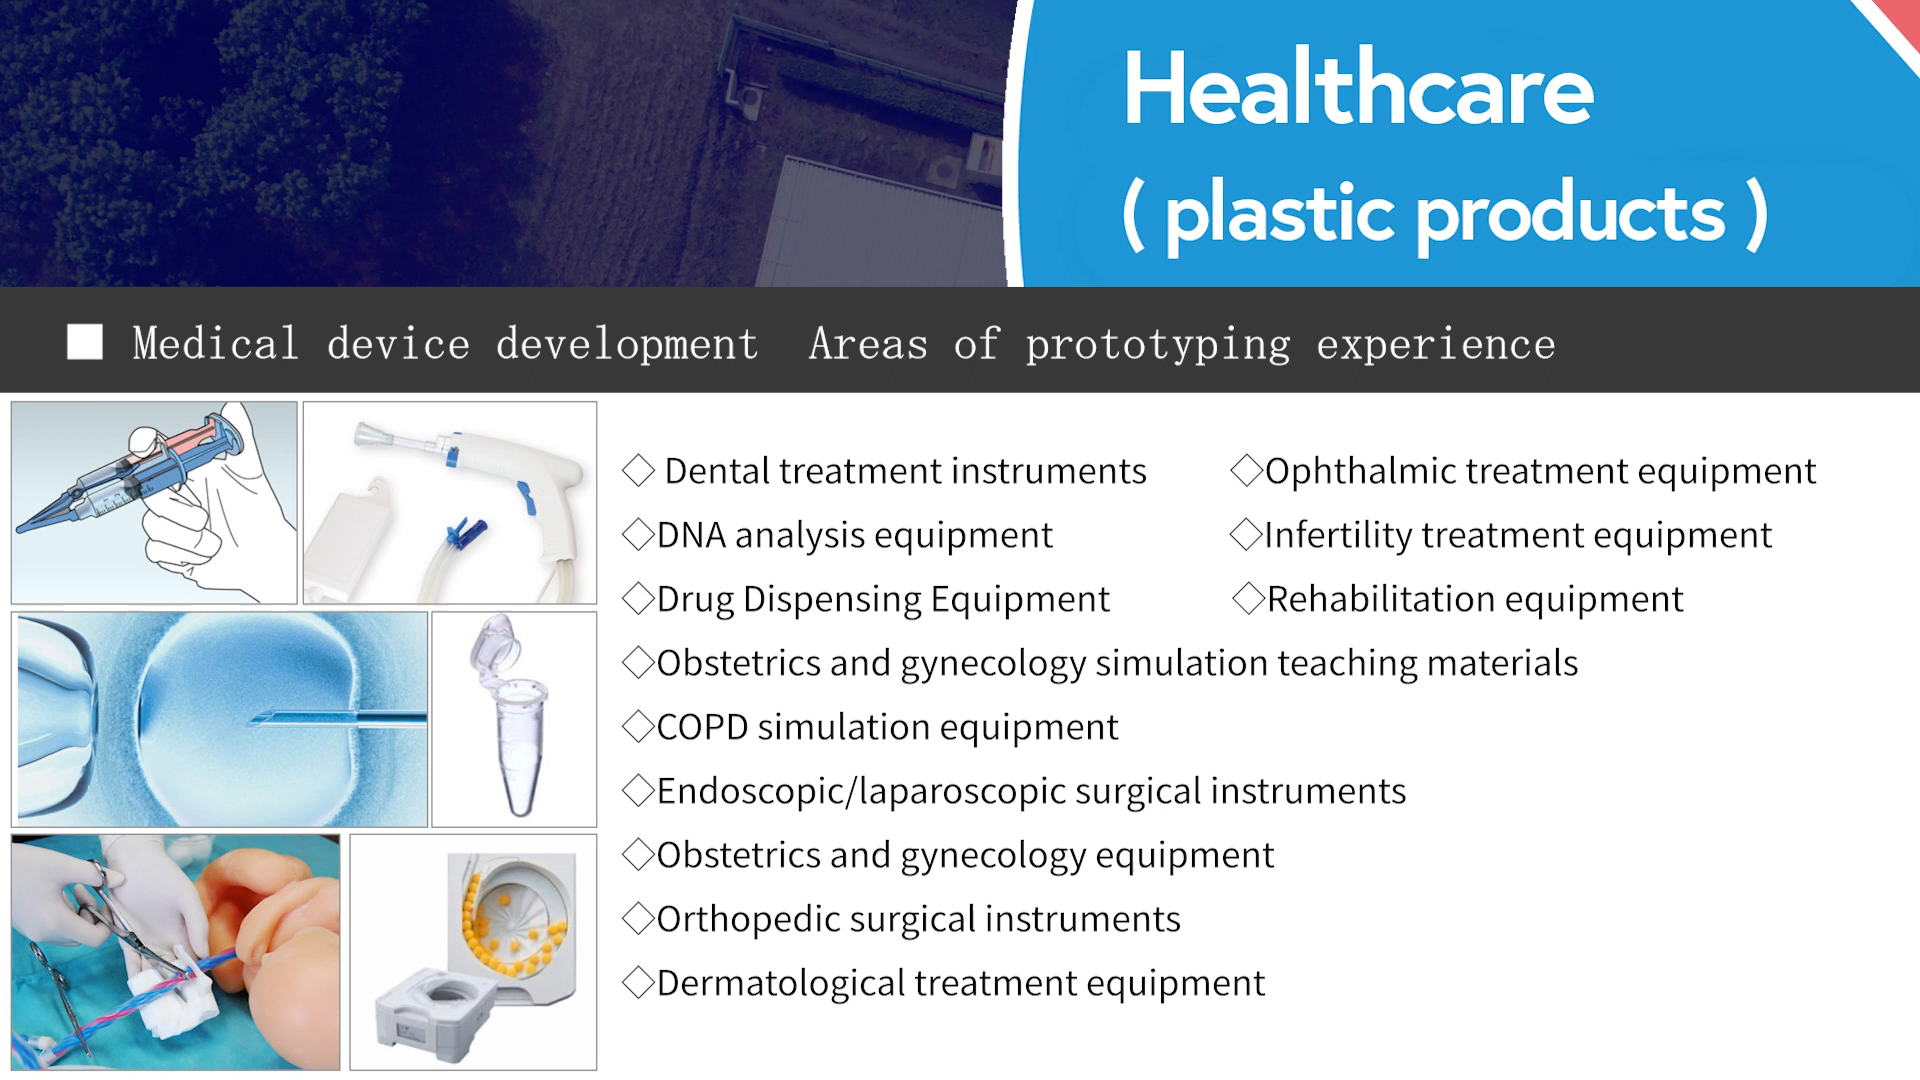 Healthcare
( plastic products )
■ Medical device development  Areas of prototyping experience
◇ Dental treatment instruments
◇Ophthalmic treatment equipment
◇DNA analysis equipment
◇Infertility treatment equipment
◇Drug Dispensing Equipment
◇Rehabilitation equipment
◇Obstetrics and gynecology simulation teaching materials
◇COPD simulation equipment
◇Endoscopic/laparoscopic surgical instruments
◇Obstetrics and gynecology equipment
◇Orthopedic surgical instruments
◇Dermatological treatment equipment